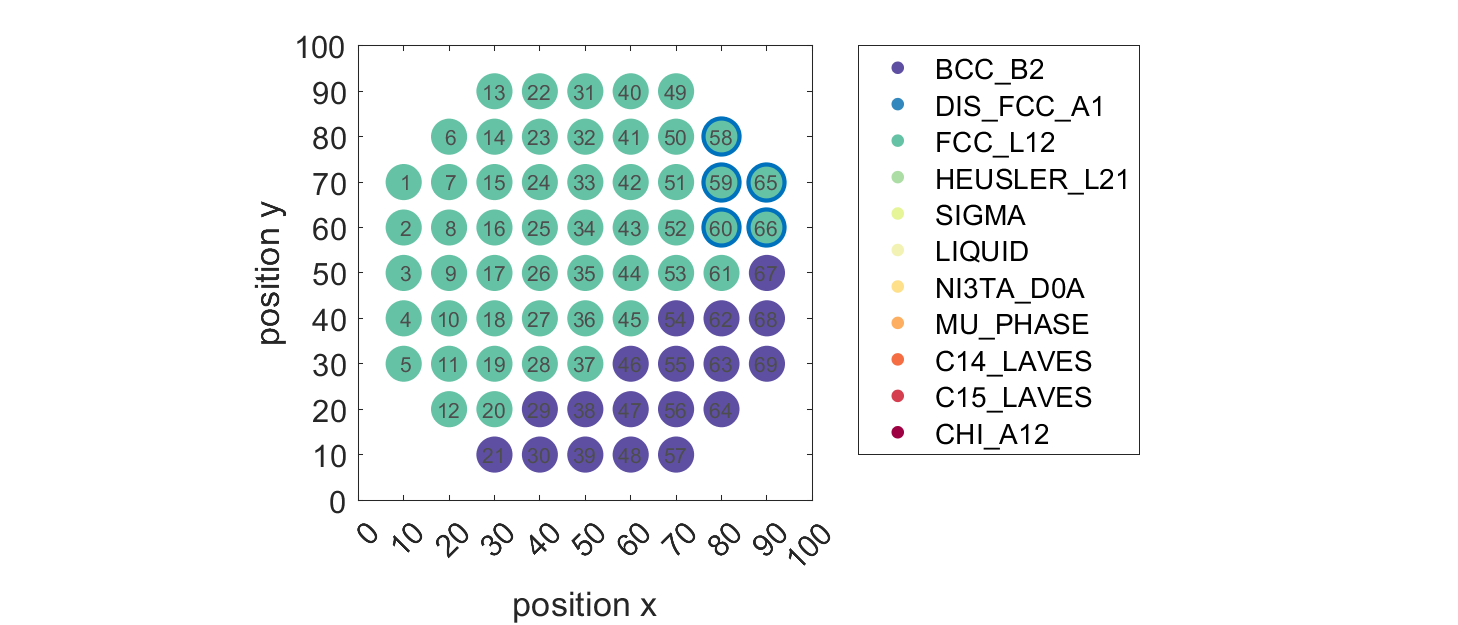 100
90 13 22 31 40 49
80 6 14 23 32 41 50 58
70 1 7 15 24 33 42 51 59 65
60 2 8 16 25 34 43 52 60 66
50 3 9 17 26 35 44 53 61 67
40 4 10 18 27 36 45 54 62 68
30 5 11 19 28 37 46 55 63 69
20 12 20 29 38 47 56 64
10 21 30 39 48 57
0
0 10 20 30 40 50 60 70 80 90 100
position x
position y
BCC_B2
DIS_FCC_A1
FCC_L12
HEUSLER_L21
SIGMA
LIQUID
NI3TA_D0A
MU_PHASE
C14_LAVES
C15_LAVES
CHI_A12